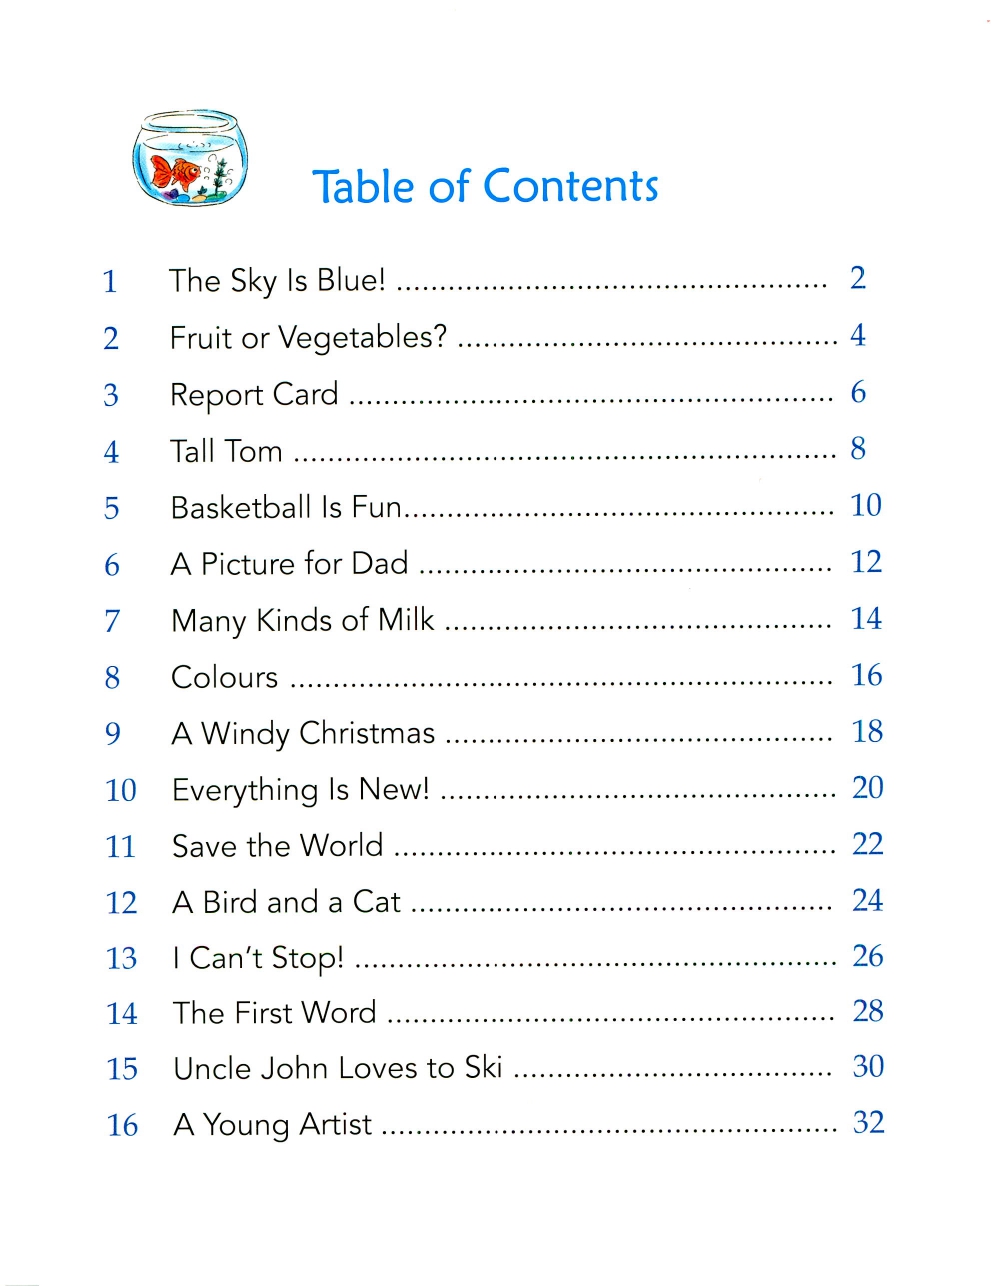 Table of Contents
1 The Sky Is Blue! .................................................. 2
2 Fruit or Vegetables? ............................................ 4
3 Report Card ........................................................ 6
4 Tall Tom ............................................................... 8
5 Basketball Is Fun.................................................. 10
6 A Picture for Dad ................................................ 12
7 Many Kinds of Milk ............................................. 14
8 Colours ............................................................... 16
9 A Windy Christmas ............................................. 18
10 Everything Is New! .............................................. 20
11 Save the World ................................................... 22
12 A Bird and a Cat ................................................. 24
13 I Can't Stop! ........................................................ 26
14 The First Word .................................................... 28
15 Uncle John Loves to Ski ..................................... 30
16 A Young Artist ..................................................... 32